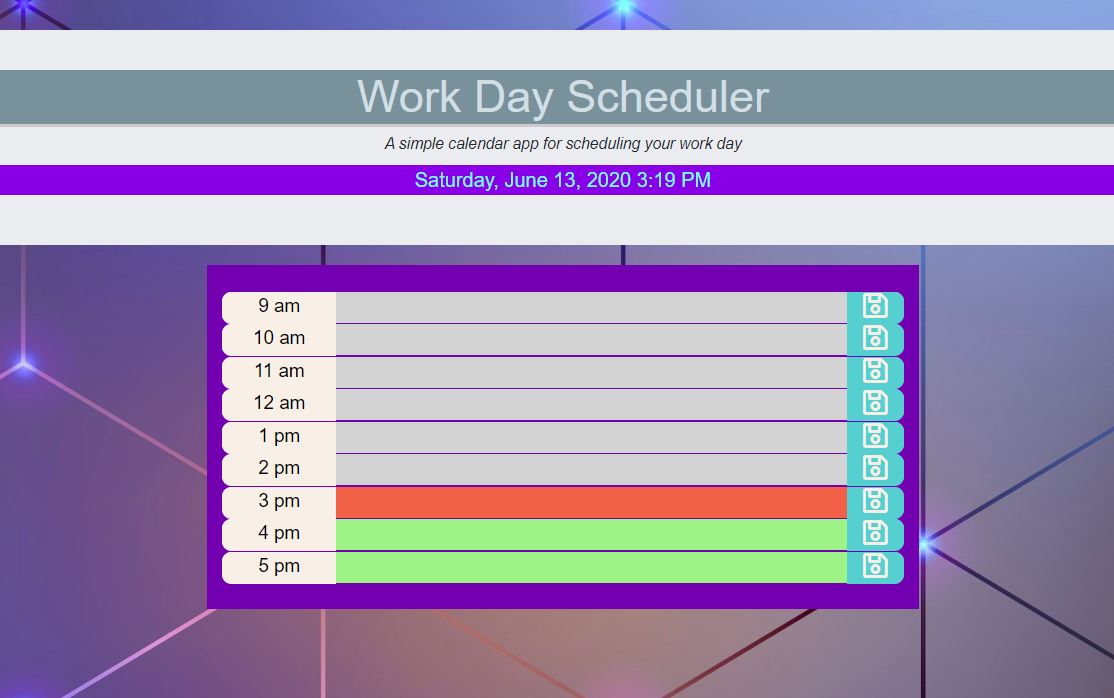 Work Day Scheduler
A simple calendar app for scheduling your work day
Saturday, June 13, 2020 3:19 PM
9 am
10 am
11 am
12 am
1 pm
2 pm
3 pm
4 pm
5 pm